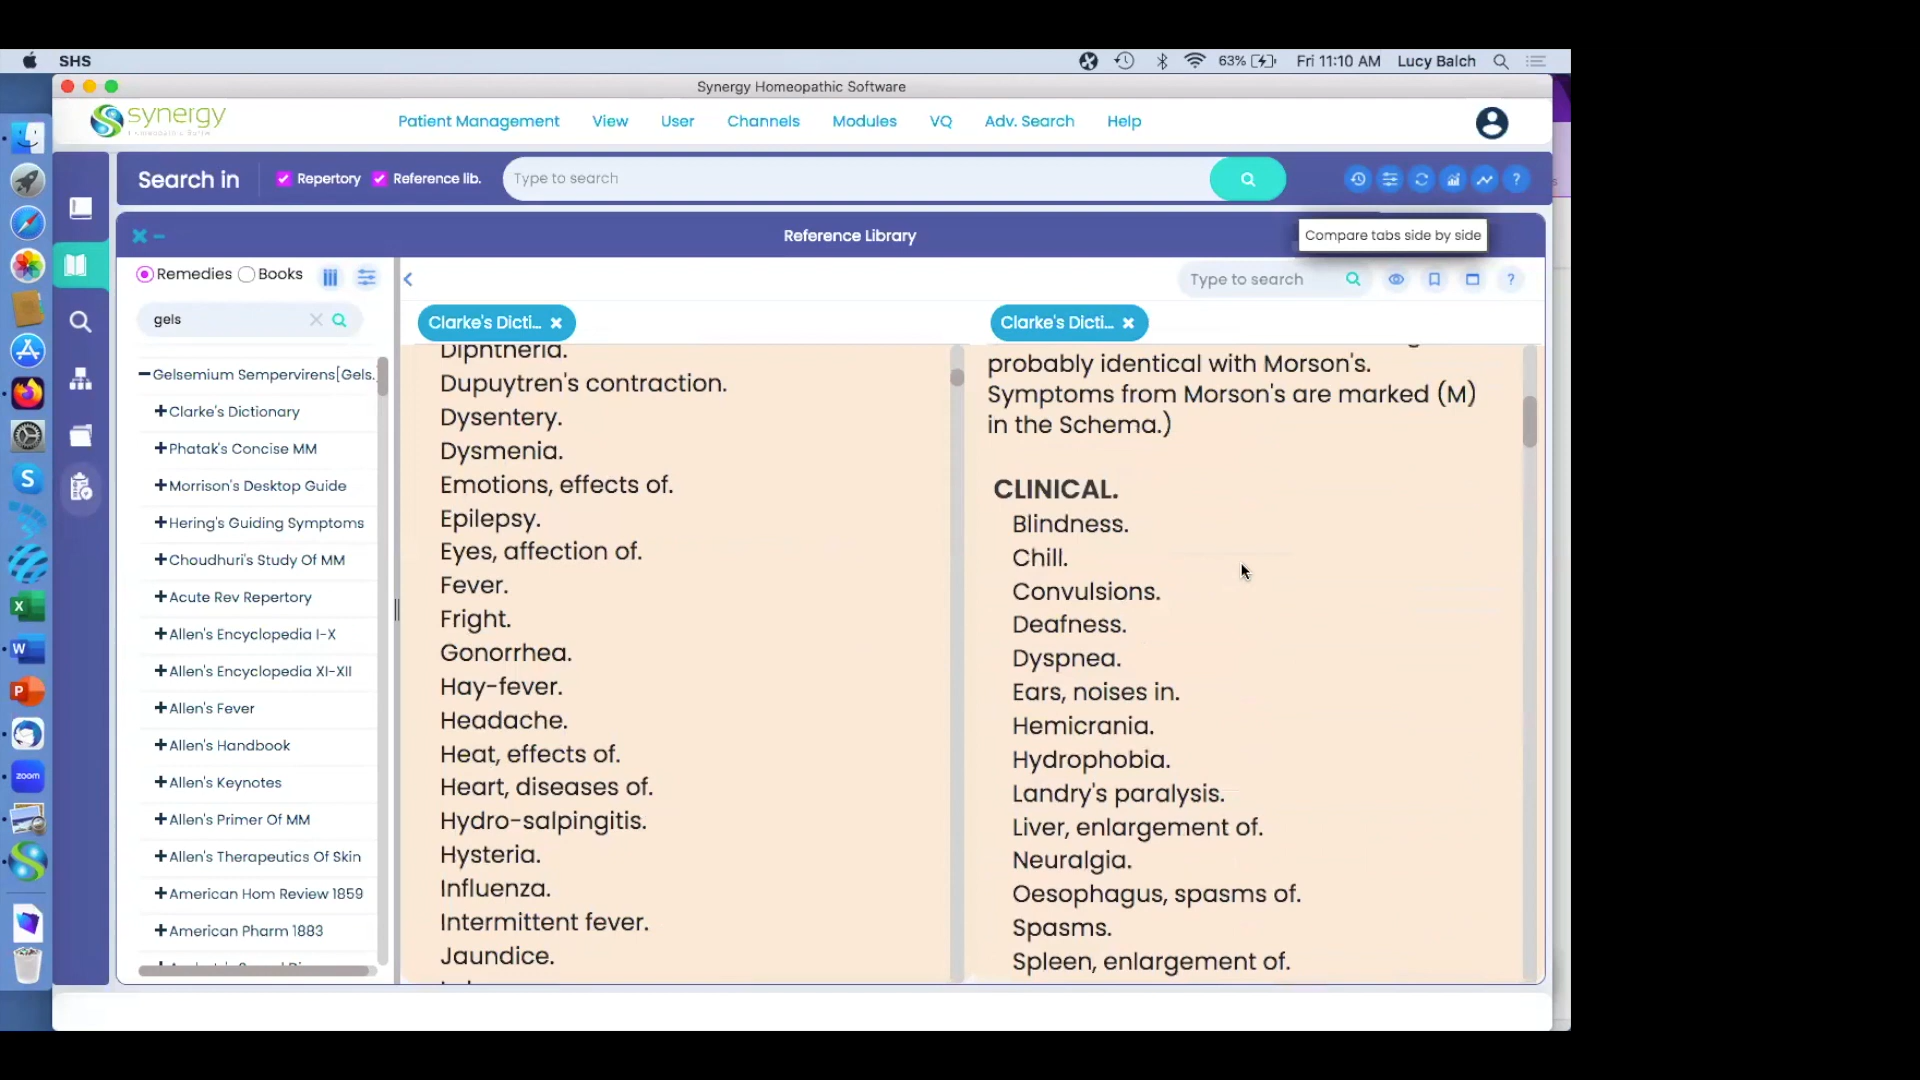 SHS
63%
Fri 11:10 AM
Lucy Balch
Synergy Homeopathic Software
synergy
Patient Management
View
User
Channels
Modules
VQ
Adv. Search
Help
Search in
Repertory
Reference lib.
Type to search
?
Reference Library
Compare tabs side by side
Remedies
Books
Type to search
?
gels
Clarke's Dicti...
Clarke's Dicti...
Gelsemium Sempervirens[Gels.
Clarke's Dictionary
Phatak's Concise MM
Morrison's Desktop Guide
Hering's Guiding Symptoms
Choudhuri's Study Of MM
Acute Rev Repertory
Allen's Encyclopedia I-X
Allen's Encyclopedia XI-XII
Allen's Fever
Allen's Handbook
Allen's Keynotes
Allen's Primer Of MM
Allen's Therapeutics Of Skin
American Hom Review 1859
American Pharm 1883
Diphtheria.
Dupuytren's contraction.
Dysentery.
Dysmenia.
Emotions, effects of.
Epilepsy.
Eyes, affection of.
Fever.
Fright.
Gonorrhea.
Hay-fever.
Headache.
Heat, effects of.
Heart, diseases of.
Hydro-salpingitis.
Hysteria.
Influenza.
Intermittent fever.
Jaundice.
probably identical with Morson's.
Symptoms from Morson's are marked (M)
in the Schema.)
CLINICAL.
Blindness.
Chill.
Convulsions.
Deafness.
Dyspnea.
Ears, noises in.
Hemicrania.
Hydrophobia.
Landry's paralysis.
Liver, enlargement of.
Neuralgia.
Oesophagus, spasms of.
Spasms.
Spleen, enlargement of.
S
X
W
P
zoom